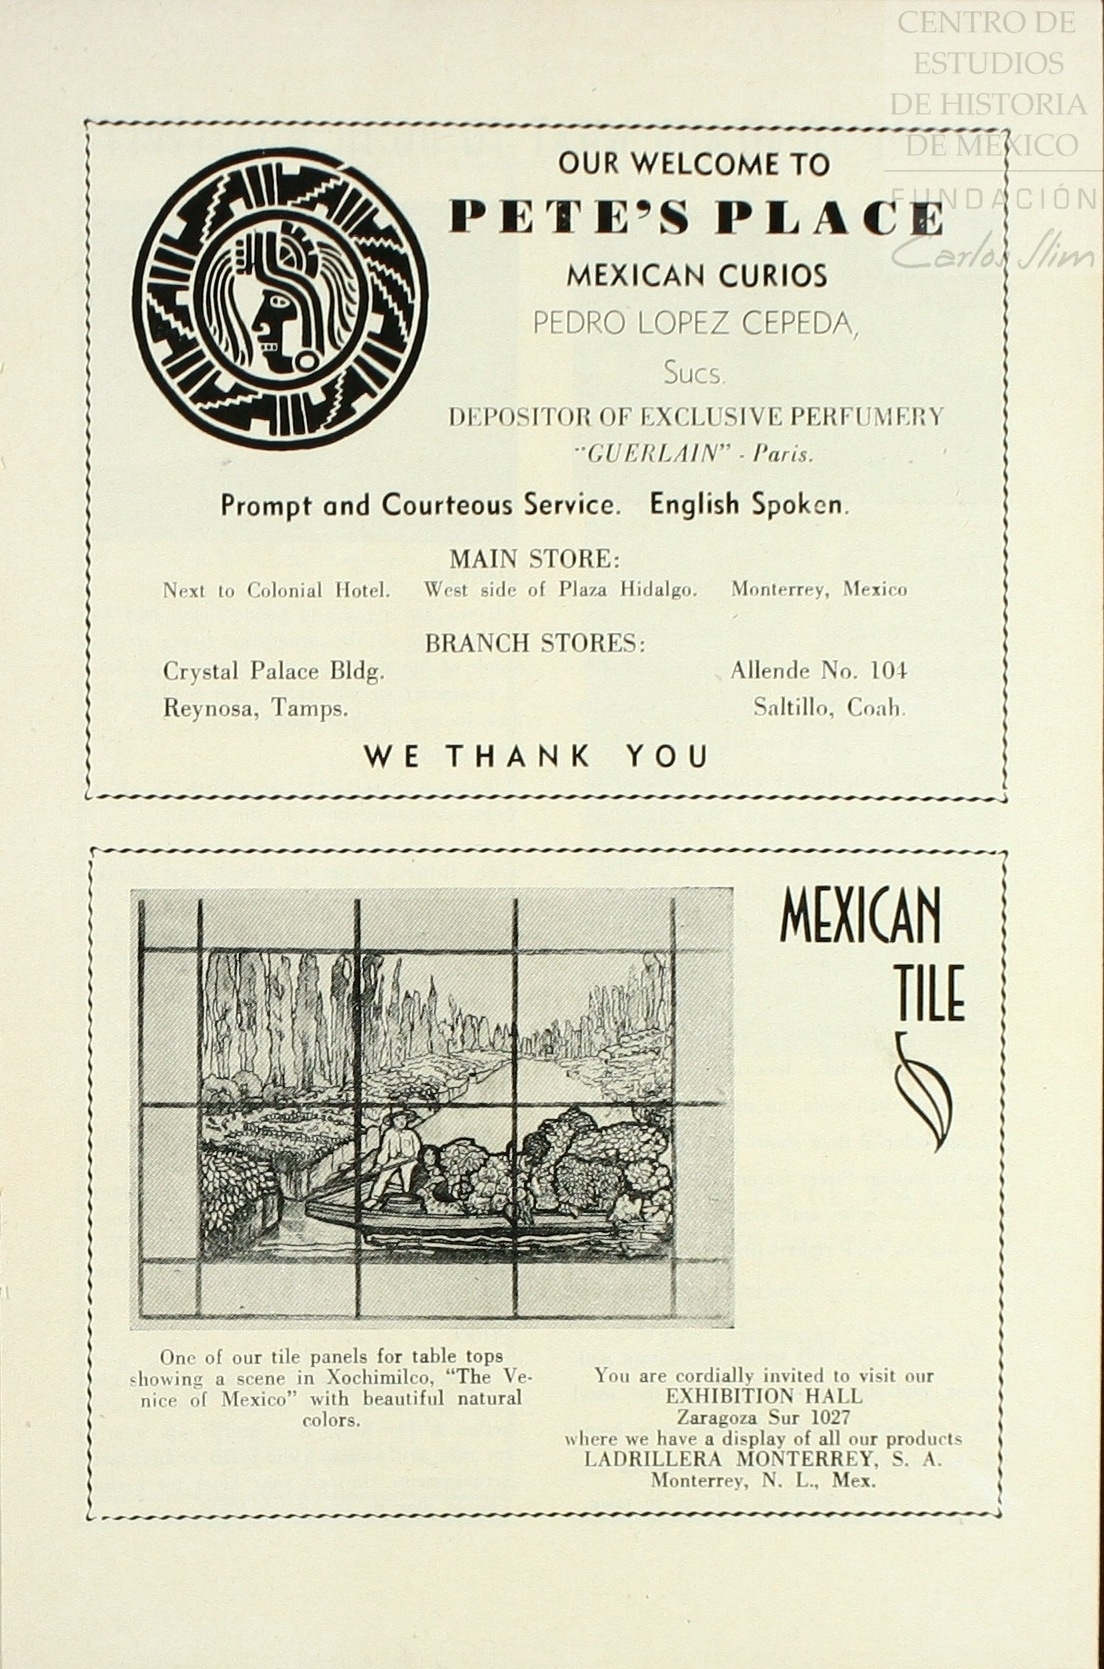 CENTRO DE
ESTUDIOS
DE HISTORIA
DE MÉXICO
FUNDACIÓN
Carlos Slim
OUR WELCOME TO
PETE'S PLACE
MEXICAN CURIOS
PEDRO LOPEZ CEPEDA,
Sucs.
DEPOSITOR OF EXCLUSIVE PERFUMERY
"GUERLAIN" - Paris.
Prompt and Courteous Service. English Spoken.
MAIN STORE:
Next to Colonial Hotel. West side of Plaza Hidalgo. Monterrey, Mexico
BRANCH STORES:
Crystal Palace Bldg. Allende No. 104
Reynosa, Tamps. Saltillo, Coah.
WE THANK YOU
MEXICAN
TILE
One of our tile panels for table tops
showing a scene in Xochimilco, "The Ve-
nice of Mexico" with beautiful natural
colors.
You are cordially invited to visit our
EXHIBITION HALL
Zaragoza Sur 1027
where we have a display of all our products
LADRILLERA MONTERREY, S. A.
Monterrey, N. L., Mex.